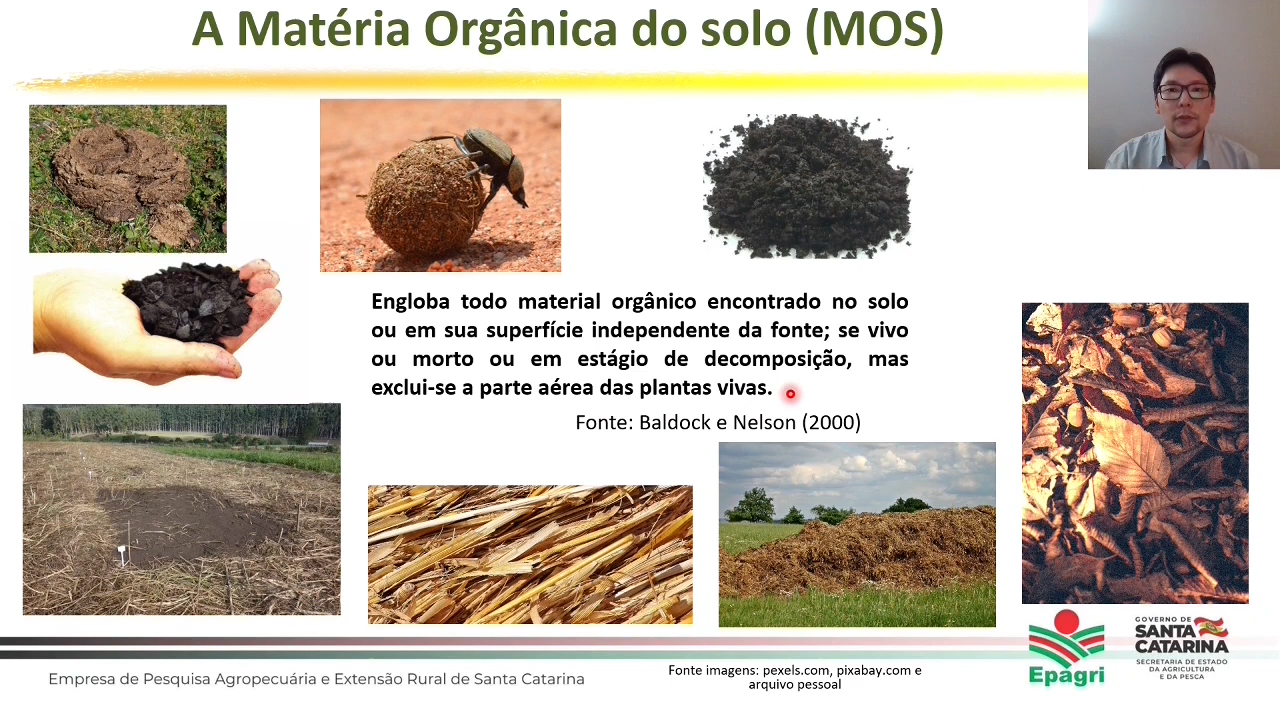 A Matéria Orgânica do solo (MOS)
Engloba todo material orgânico encontrado no solo
ou em sua superfície independente da fonte; se vivo
ou morto ou em estágio de decomposição, mas
exclui-se a parte aérea das plantas vivas.
Fonte: Baldock e Nelson (2000)
Empresa de Pesquisa Agropecuária e Extensão Rural de Santa Catarina
Fonte imagens: pexels.com, pixabay.com e
arquivo pessoal
Epagri
GOVERNO DE
SANTA
CATARINA
SECRETARIA DE ESTADO
DA AGRICULTURA
E DA PESCA